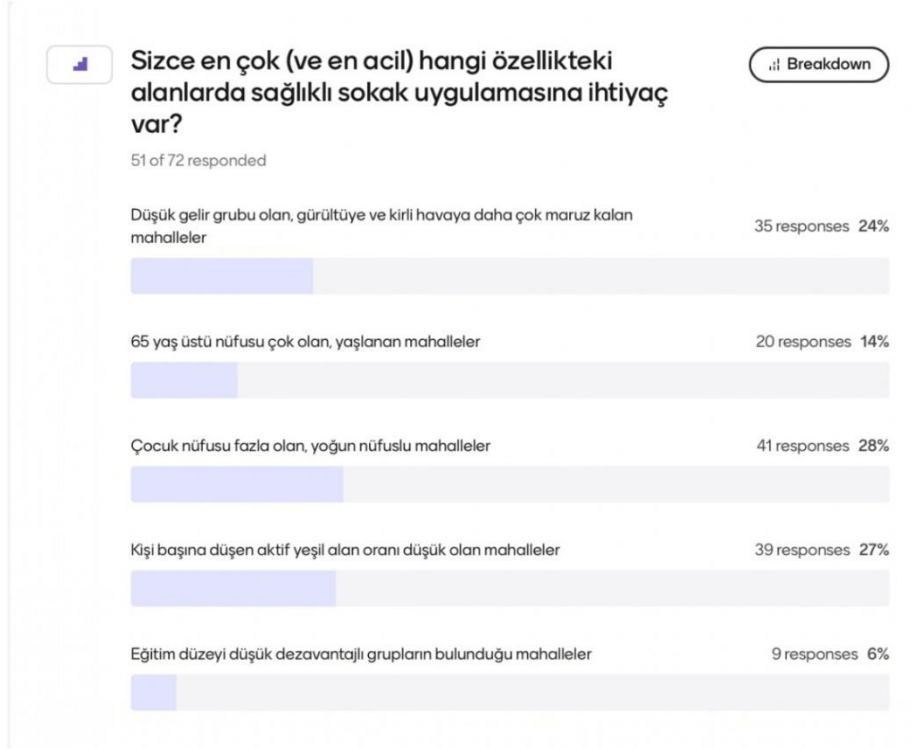 Sizce en çok (ve en acil) hangi özellikteki
alanlarda sağlıklı sokak uygulamasına ihtiyaç
var?
Breakdown
51 of 72 responded
Düşük gelir grubu olan, gürültüye ve kirli havaya daha çok maruz kalan
mahalleler
35 responses 24%
65 yaş üstü nüfusu çok olan, yaşlanan mahalleler
20 responses 14%
Çocuk nüfusu fazla olan, yoğun nüfuslu mahalleler
41 responses 28%
Kişi başına düşen aktif yeşil alan oranı düşük olan mahalleler
39 responses 27%
Eğitim düzeyi düşük dezavantajlı grupların bulunduğu mahalleler
9 responses 6%